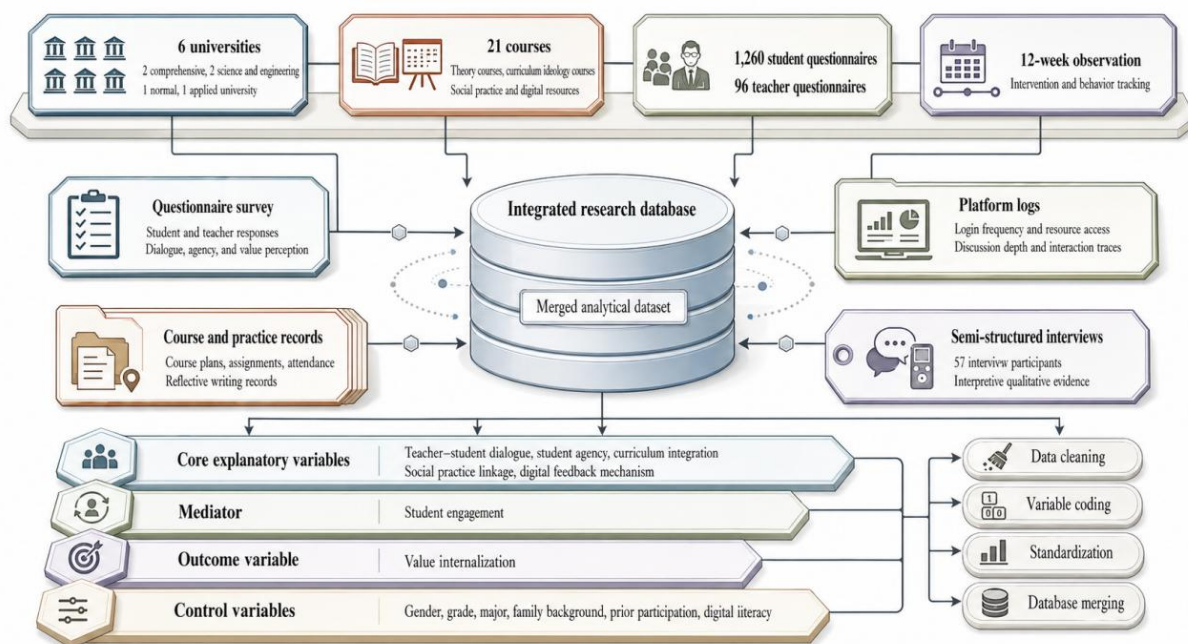 6 universities
2 comprehensive, 2 science and engineering
1 normal, 1 applied university
21 courses
Theory courses, curriculum ideology courses
Social practice and digital resources
1,260 student questionnaires
96 teacher questionnaires
12-week observation
Intervention and behavior tracking
Questionnaire survey
Student and teacher responses
Dialogue, agency, and value perception
Integrated research database
Merged analytical dataset
Platform logs
Login frequency and resource access
Discussion depth and interaction traces
Course and practice records
Course plans, assignments, attendance
Reflective writing records
Semi-structured interviews
57 interview participants
Interpretive qualitative evidence
Core explanatory variables
Teacher–student dialogue, student agency, curriculum integration
Social practice linkage, digital feedback mechanism
Mediator
Student engagement
Outcome variable
Value internalization
Control variables
Gender, grade, major, family background, prior participation, digital literacy
Data cleaning
1
0 0
Variable coding
Standardization
Database merging